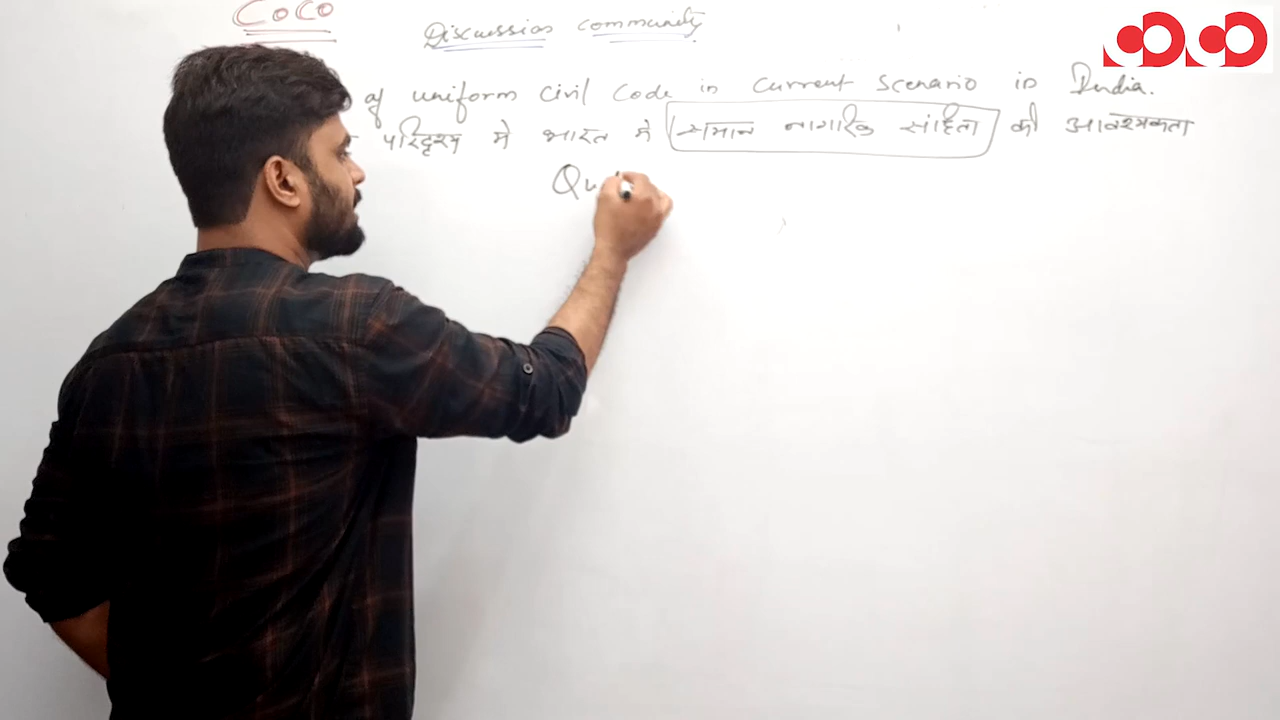 CoCo
Discussion community
of uniform civil code in current scenario in India.
परिदृश्य मे भारत मे समान नागरिक संहिता की आवश्यकता
Qu